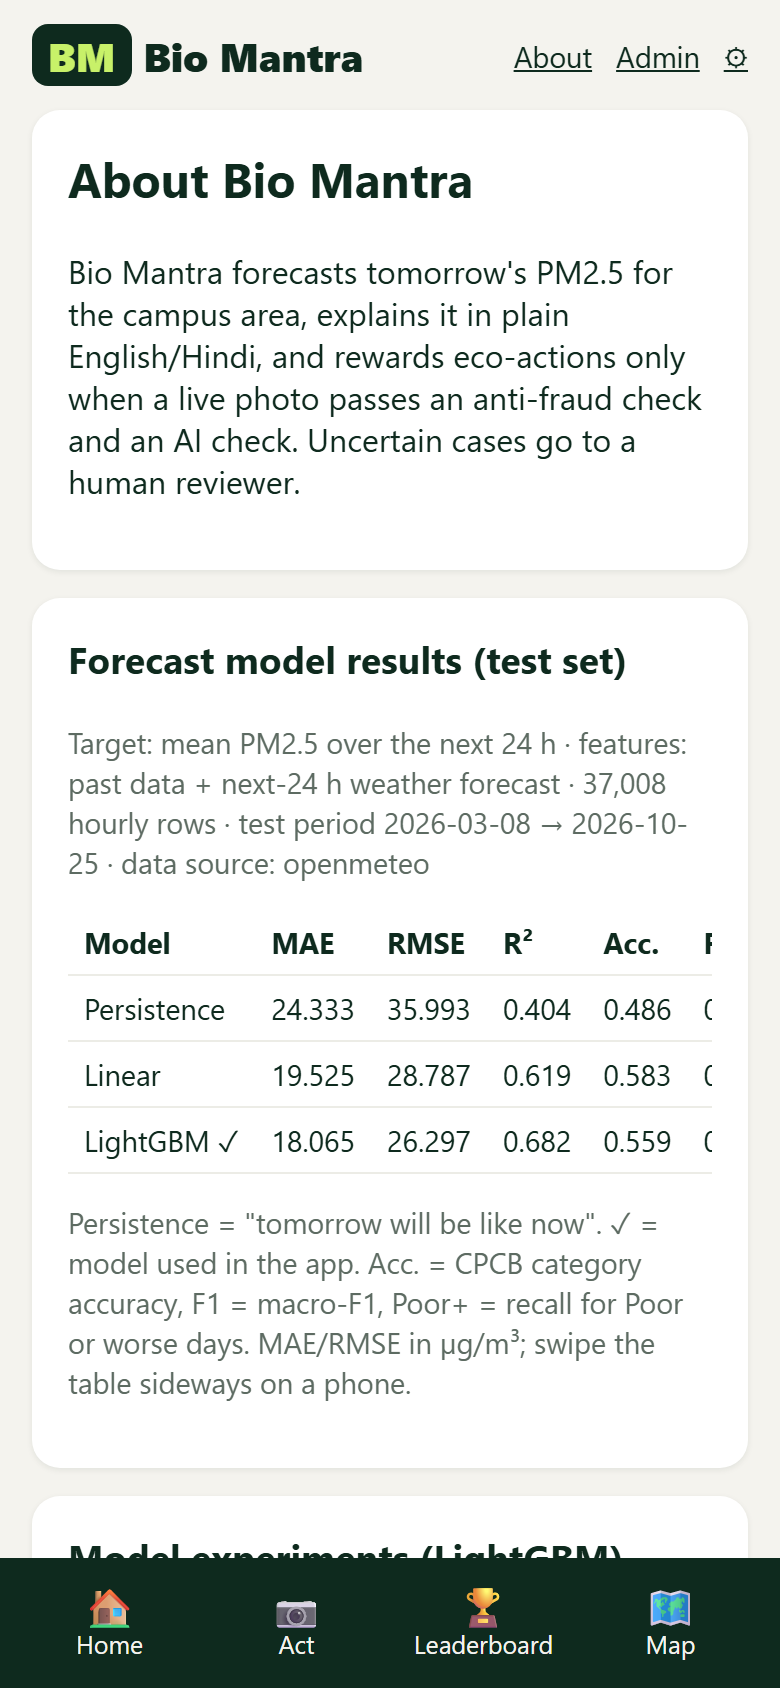 BM Bio Mantra About Admin
About Bio Mantra
Bio Mantra forecasts tomorrow's PM2.5 for
the campus area, explains it in plain
English/Hindi, and rewards eco-actions only
when a live photo passes an anti-fraud check
and an AI check. Uncertain cases go to a
human reviewer.
Forecast model results (test set)
Target: mean PM2.5 over the next 24 h · features:
past data + next-24 h weather forecast · 37,008
hourly rows · test period 2026-03-08 → 2026-10-
25 · data source: openmeteo
Model MAE RMSE R² Acc.
Persistence 24.333 35.993 0.404 0.486
Linear 19.525 28.787 0.619 0.583
LightGBM ✓ 18.065 26.297 0.682 0.559
Persistence = "tomorrow will be like now". ✓ =
model used in the app. Acc. = CPCB category
accuracy, F1 = macro-F1, Poor+ = recall for Poor
or worse days. MAE/RMSE in µg/m³; swipe the
table sideways on a phone.
Model experiments (LightGBM)
Home Act Leaderboard Map